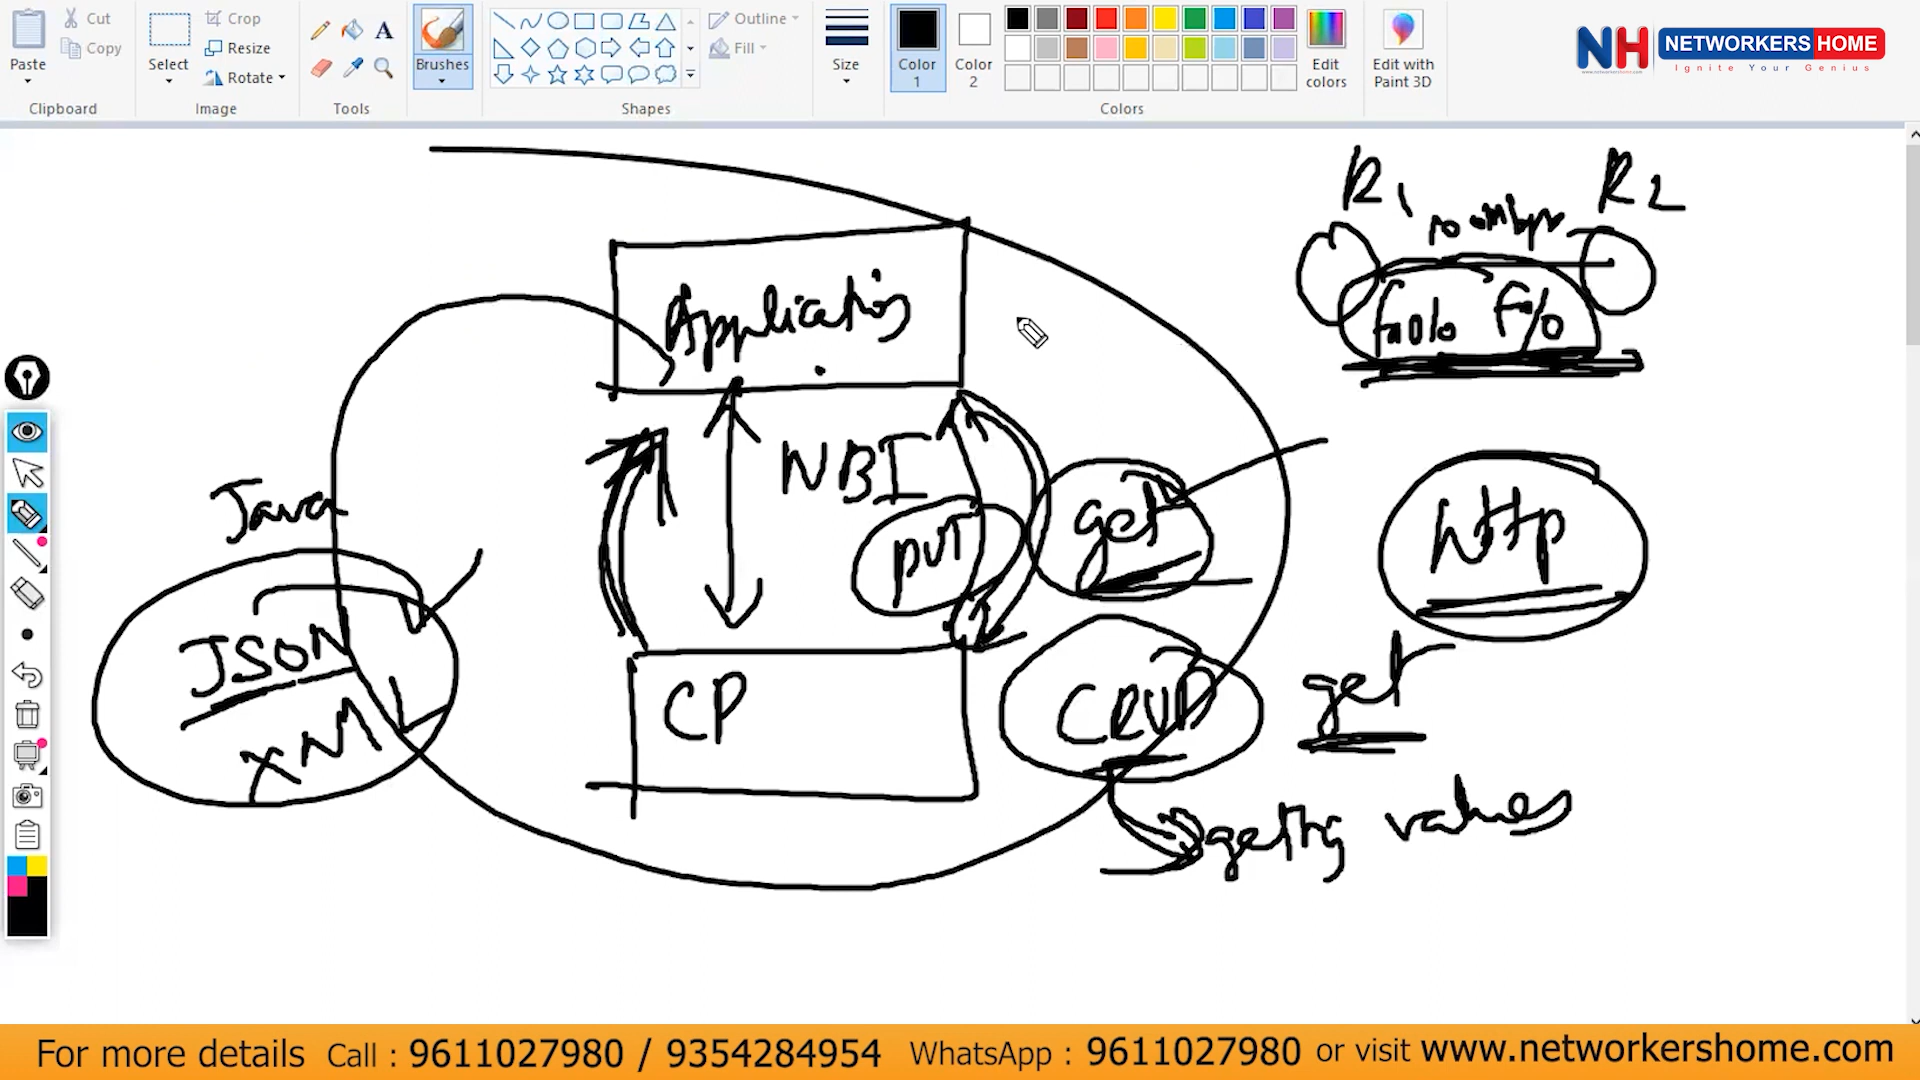 Paste
Cut
Copy
Clipboard
Select
Crop
Resize
Rotate
Image
A
Tools
Brushes
Outline
Fill
Shapes
Size
Color
1
Color
2
Edit
colors
Colors
Edit with
Paint 3D
NH NETWORKERS HOME
Ignite Your Genius
R1
R2
Application
NBI
put
get
http
Java
JSON
XM
CP
CRUD
get
getting values
For more details Call : 9611027980 / 9354284954 WhatsApp : 9611027980 or visit www.networkershome.com